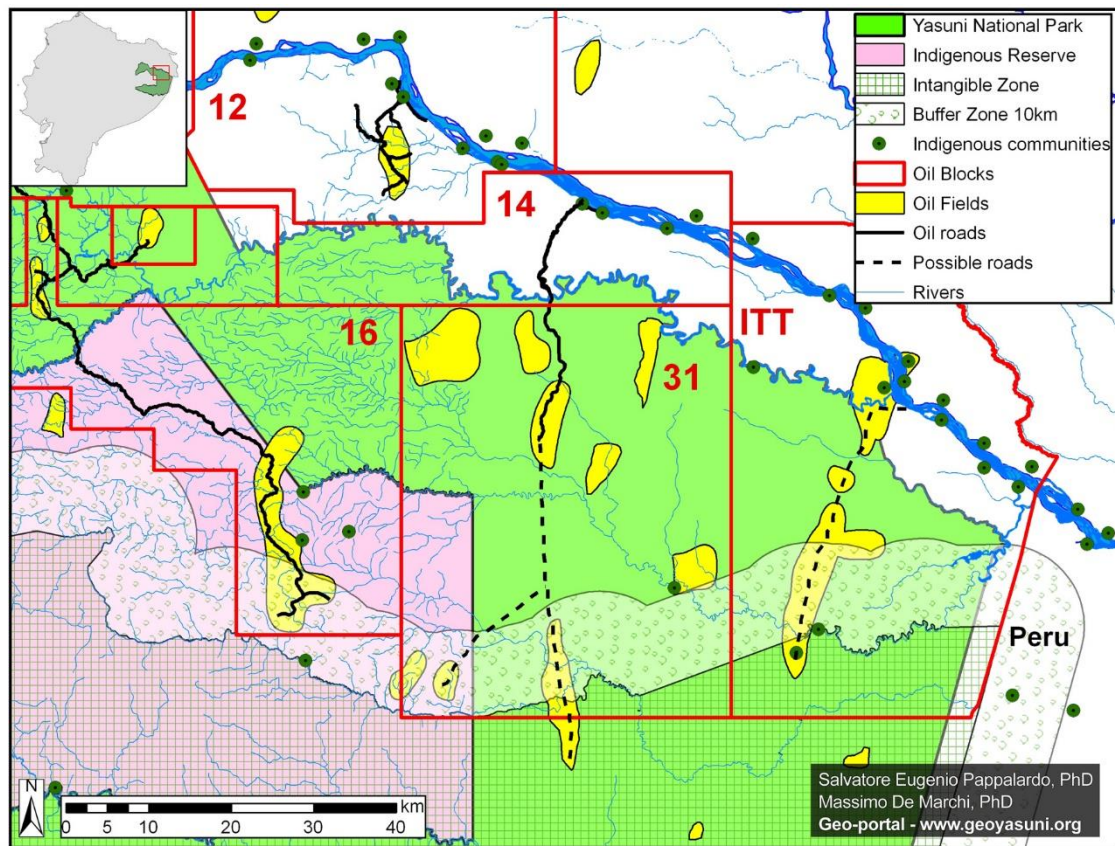 Yasuni National Park
Indigenous Reserve
Intangible Zone
Buffer Zone 10km
Indigenous communities
Oil Blocks
Oil Fields
Oil roads
Possible roads
Rivers
12
14
16
ITT
31
Peru
N
km
0 5 10 20 30 40
Salvatore Eugenio Pappalardo, PhD
Massimo De Marchi, PhD
Geo-portal - www.geoyasuni.org